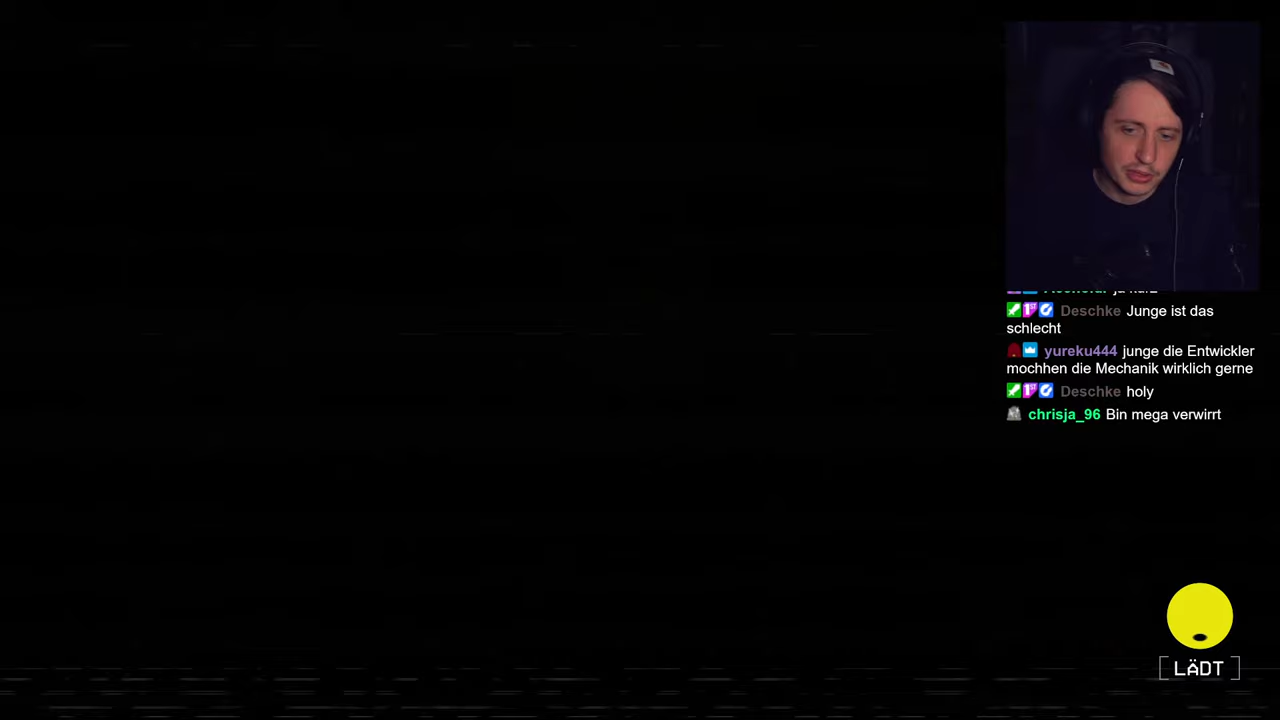 Deschke Junge ist das
schlecht
yureku444 junge die Entwickler
mochhen die Mechanik wirklich gerne
Deschke holy
chrisja_96 Bin mega verwirrt
LÄDT